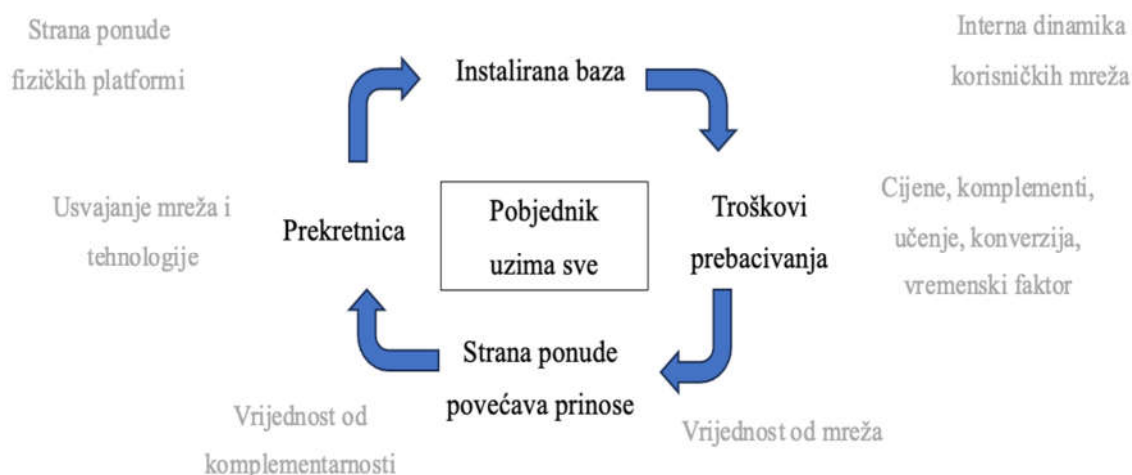 Strana ponude
fizičkih platformi
Interna dinamika
korisničkih mreža
Instalirana baza
Usvajanje mreža i
tehnologije
Prekretnica
Pobjednik
uzima sve
Troškovi
prebacivanja
Cijene, komplementi,
učenje, konverzija,
vremenski faktor
Strana ponude
povećava prinose
Vrijednost od
komplementarnosti
Vrijednost od mreža